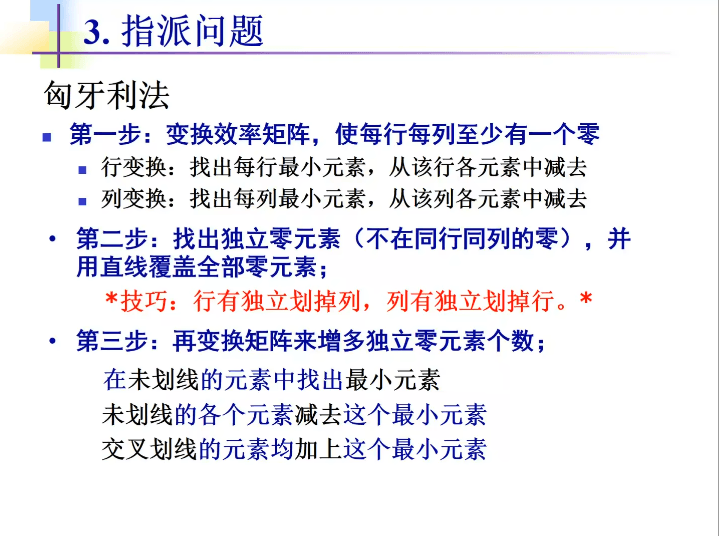 3. 指派问题
匈牙利法
第一步：变换效率矩阵，使每行每列至少有一个零
行变换：找出每行最小元素，从该行各元素中减去
列变换：找出每列最小元素，从该列各元素中减去
• 第二步：找出独立零元素（不在同行同列的零），并
用直线覆盖全部零元素；
*技巧：行有独立划掉列，列有独立划掉行。*
• 第三步：再变换矩阵来增多独立零元素个数；
在未划线的元素中找出最小元素
未划线的各个元素减去这个最小元素
交叉划线的元素均加上这个最小元素